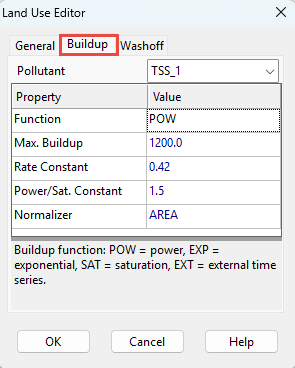 Land Use Editor
General Buildup Washoff
Pollutant TSS_1
Property Value
Function POW
Max. Buildup 1200.0
Rate Constant 0.42
Power/Sat. Constant 1.5
Normalizer AREA
Buildup function: POW = power, EXP =
exponential, SAT = saturation, EXT = external time
series.
OK Cancel Help